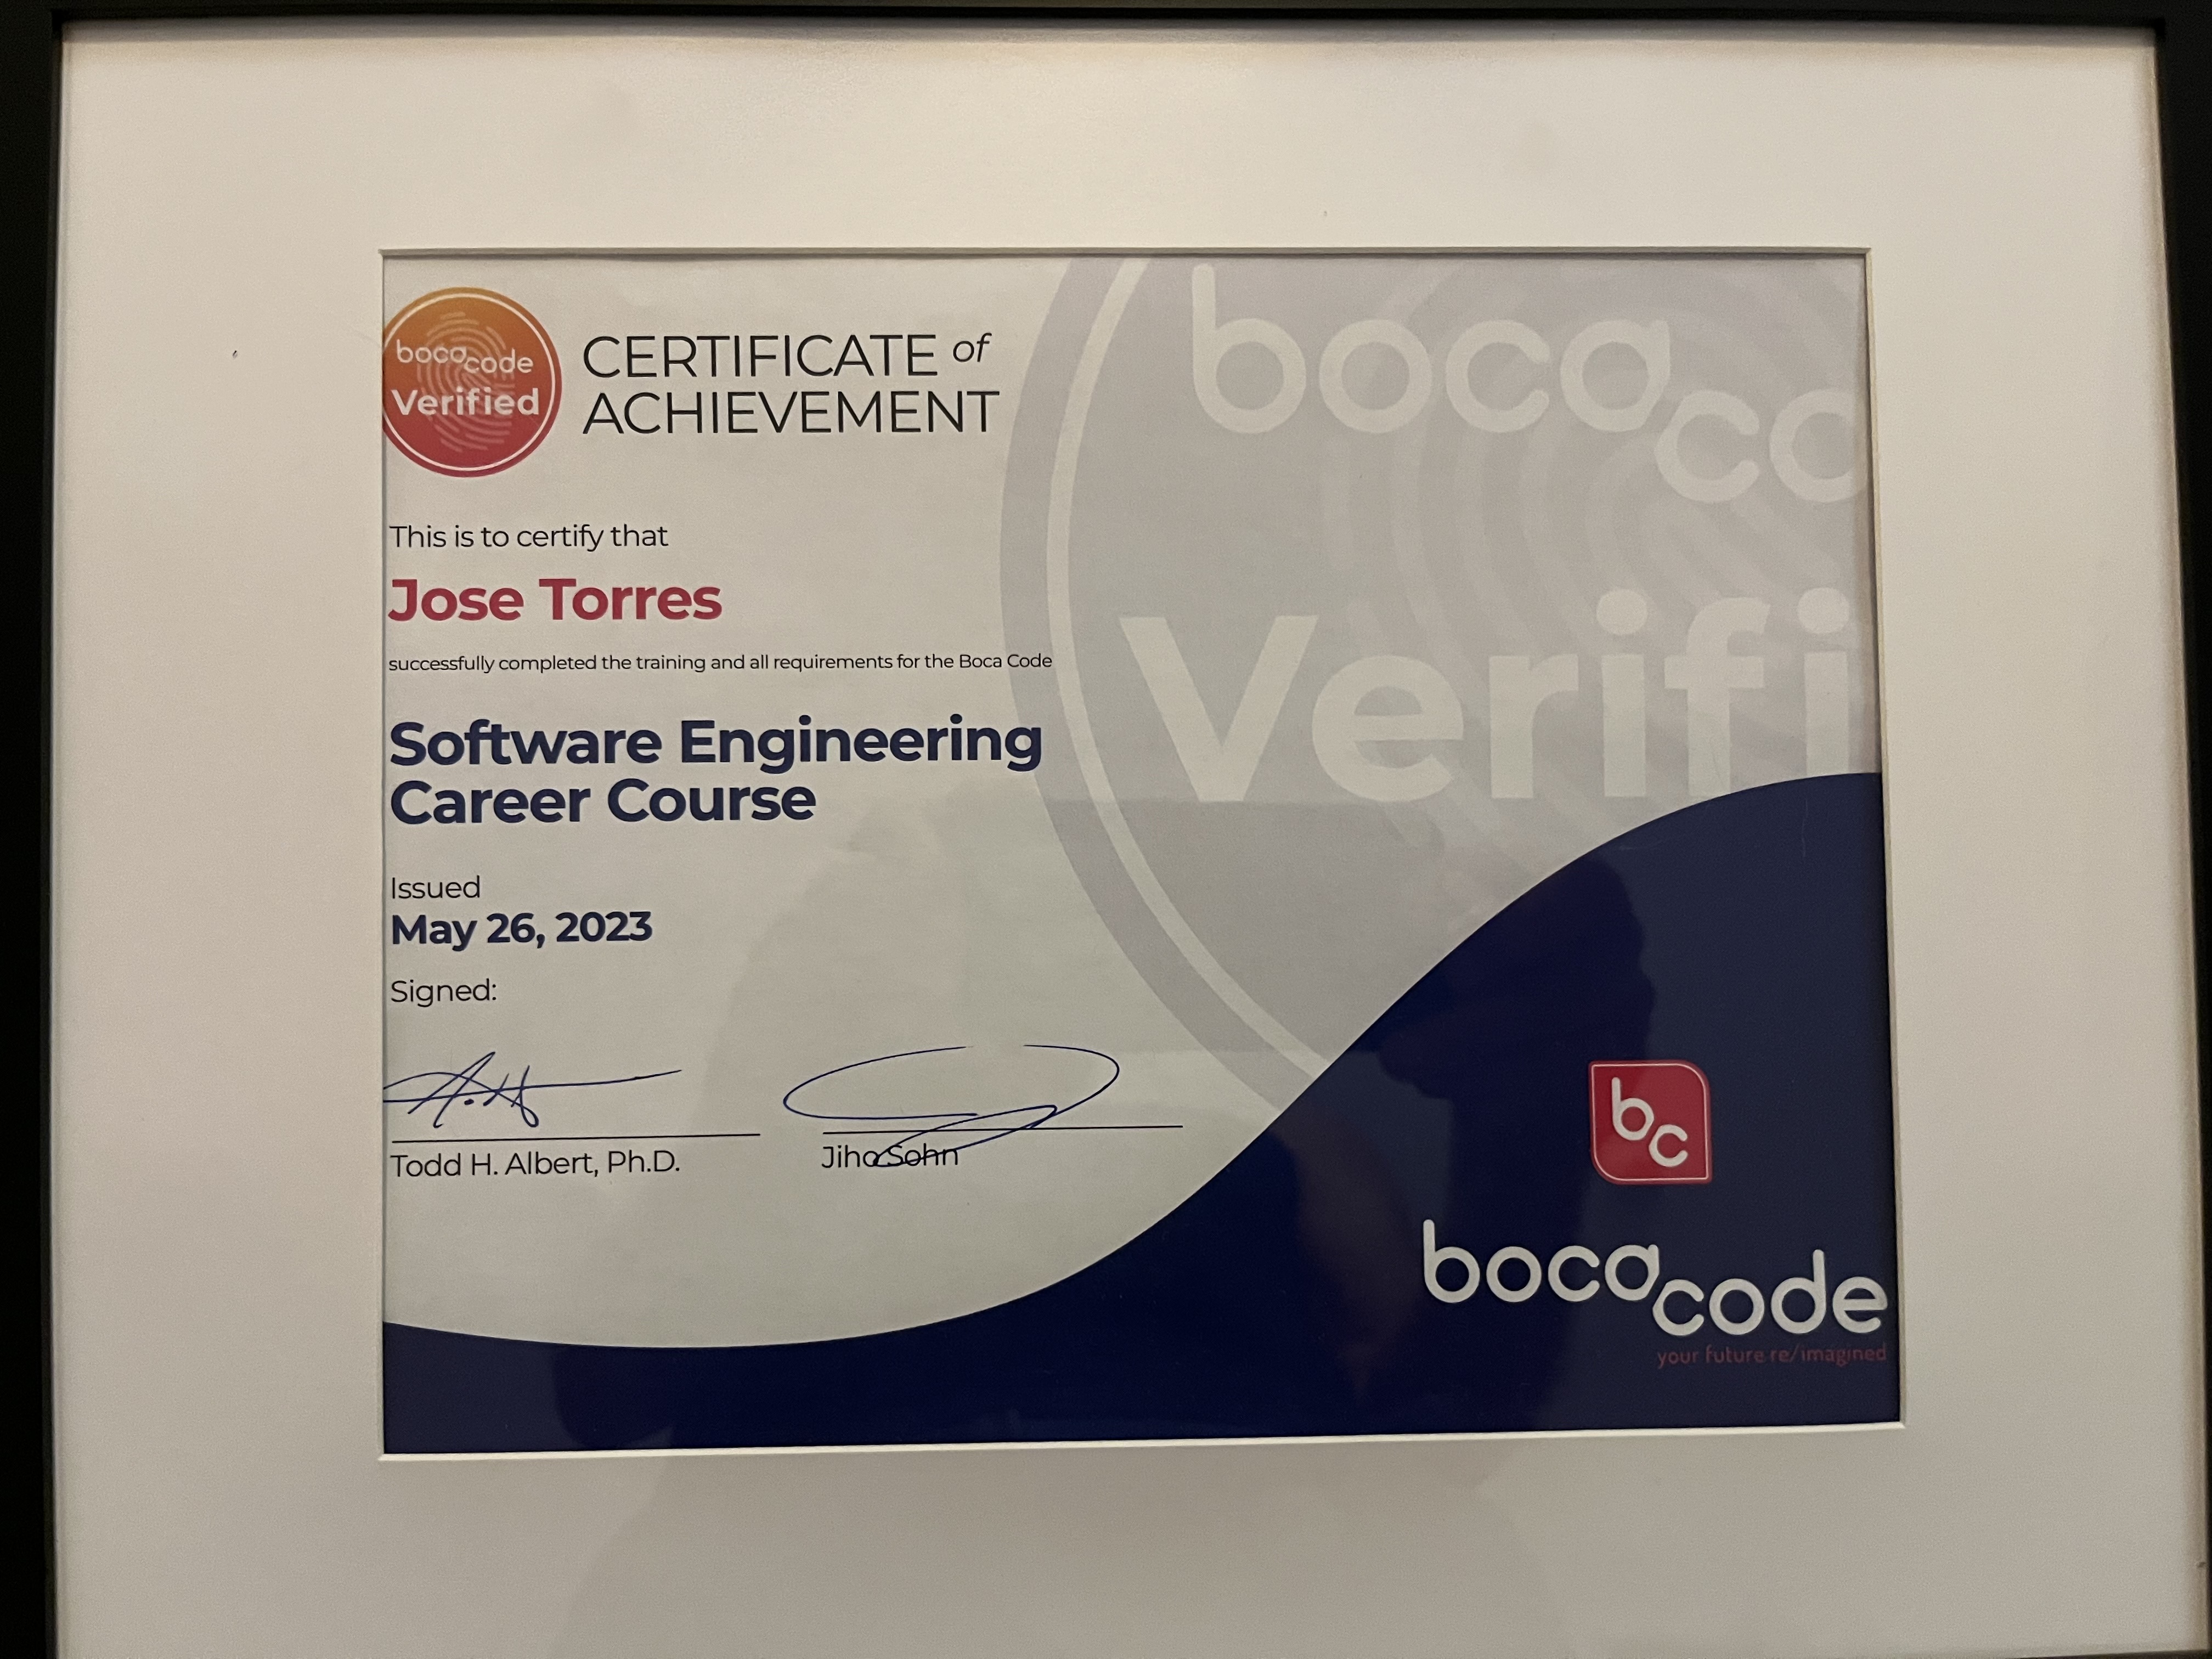 bocacode
Verified
CERTIFICATE of
ACHIEVEMENT
boca
co
Verifi
This is to certify that
Jose Torres
successfully completed the training and all requirements for the Boca Code
Software Engineering
Career Course
Issued
May 26, 2023
Signed:
Todd H. Albert, Ph.D.
Jiho Sohn
bc
bocacode
your future re/imagined